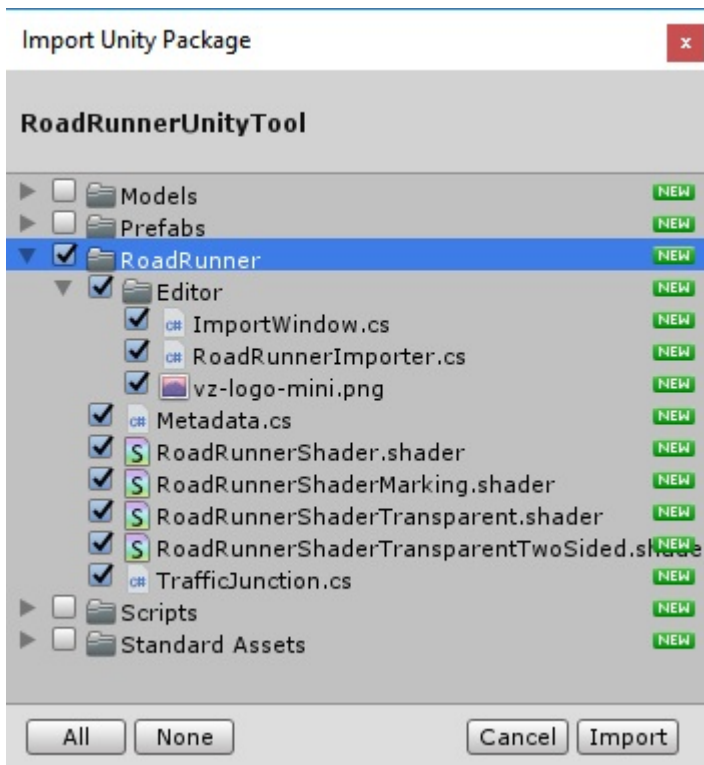 Import Unity Package
x
RoadRunnerUnityTool
Models NEW
Prefabs NEW
RoadRunner NEW
Editor NEW
c# ImportWindow.cs NEW
c# RoadRunnerImporter.cs NEW
vz-logo-mini.png NEW
c# Metadata.cs NEW
S RoadRunnerShader.shader NEW
S RoadRunnerShaderMarking.shader NEW
S RoadRunnerShaderTransparent.shader NEW
S RoadRunnerShaderTransparentTwoSided.shade NEW
c# TrafficJunction.cs NEW
Scripts NEW
Standard Assets NEW
All None Cancel Import